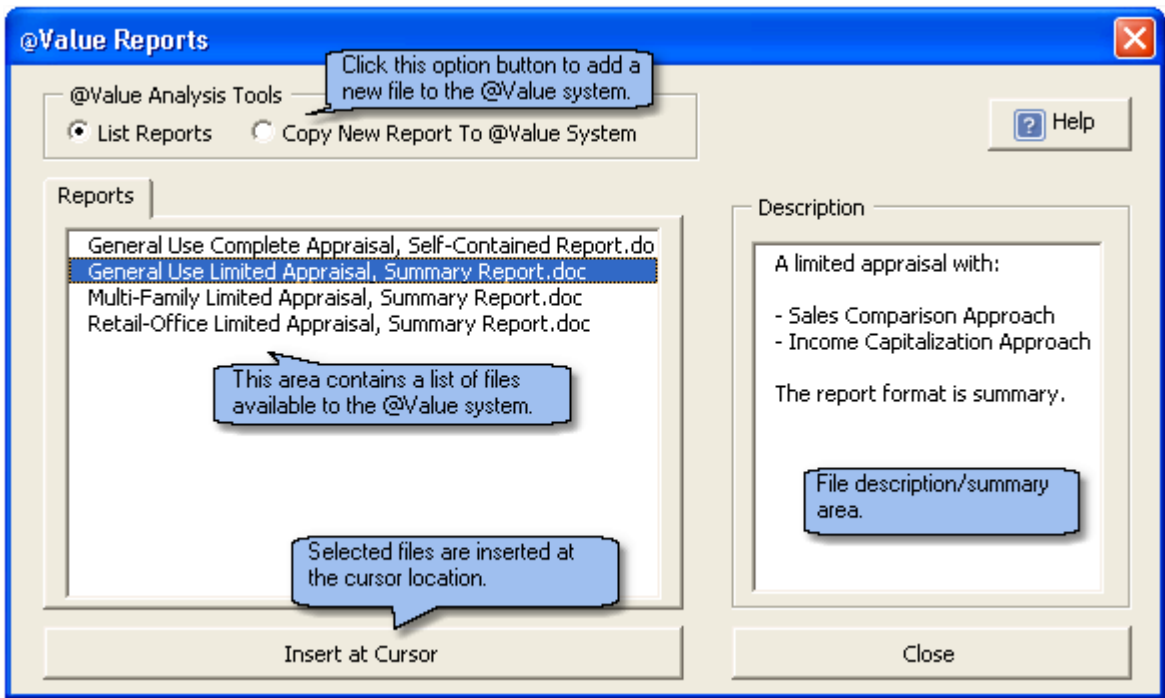 @Value Reports
Click this option button to add a
new file to the @Value system.
@Value Analysis Tools
List Reports
Copy New Report To @Value System
Help
Reports
General Use Complete Appraisal, Self-Contained Report.do
General Use Limited Appraisal, Summary Report.doc
Multi-Family Limited Appraisal, Summary Report.doc
Retail-Office Limited Appraisal, Summary Report.doc
This area contains a list of files
available to the @Value system.
Selected files are inserted at
the cursor location.
Insert at Cursor
Description
A limited appraisal with:
- Sales Comparison Approach
- Income Capitalization Approach
The report format is summary.
File description/summary
area.
Close